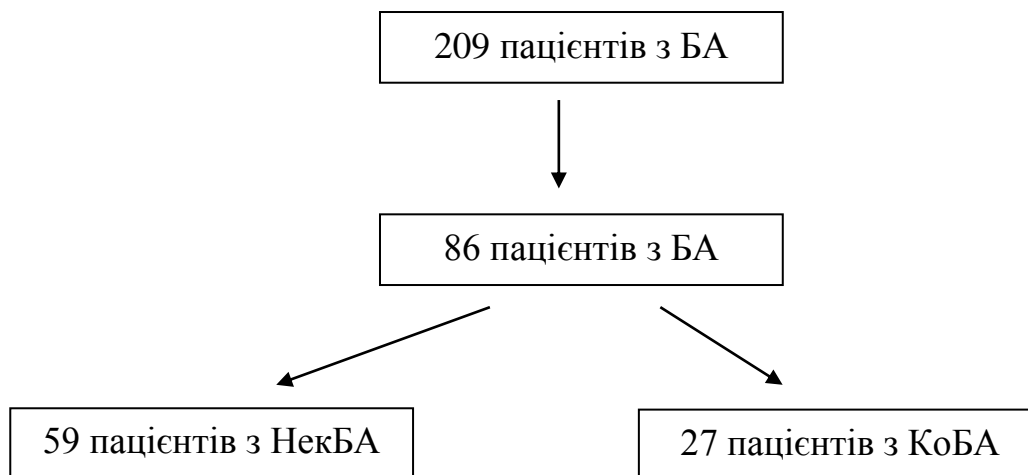 209 пацієнтів з БА
86 пацієнтів з БА
59 пацієнтів з НекБА
27 пацієнтів з КоБА